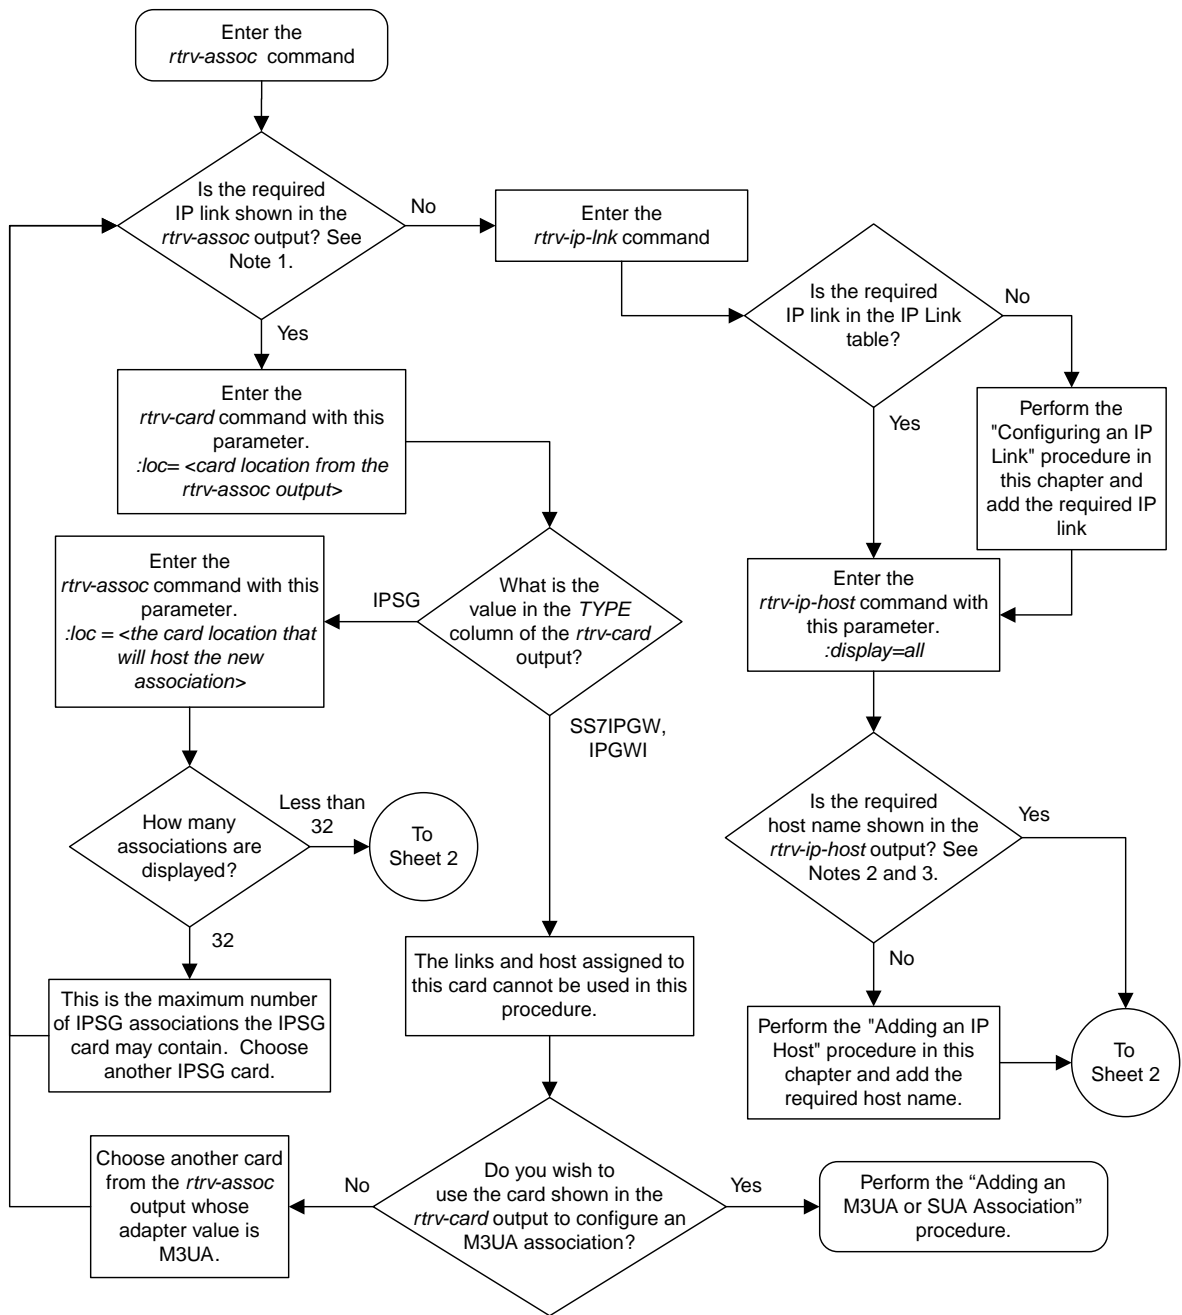 Enter the
rtrv-assoc command
Is the required
IP link shown in the
rtrv-assoc output? See
Note 1.
No
Enter the
rtrv-ip-lnk command
Is the required
IP link in the IP Link
table?
No
Yes
Enter the
rtrv-card command with this
parameter.
:loc= <card location from the
rtrv-assoc output>
Yes
Perform the
"Configuring an IP
Link" procedure in
this chapter and
add the required IP
link
Enter the
rtrv-assoc command with this
parameter.
:loc = <the card location that
will host the new
association>
IPSG
What is the
value in the TYPE
column of the rtrv-card
output?
Enter the
rtrv-ip-host command with
this parameter.
:display=all
SS7IPGW,
IPGWI
How many
associations are
displayed?
Less than
32
To
Sheet 2
Is the required
host name shown in the
rtrv-ip-host output? See
Notes 2 and 3.
Yes
32
No
This is the maximum number
of IPSG associations the IPSG
card may contain. Choose
another IPSG card.
The links and host assigned to
this card cannot be used in this
procedure.
Perform the "Adding an IP
Host" procedure in this
chapter and add the
required host name.
To
Sheet 2
Choose another card
from the rtrv-assoc
output whose
adapter value is
M3UA.
No
Do you wish to
use the card shown in the
rtrv-card output to configure an
M3UA association?
Yes
Perform the “Adding an
M3UA or SUA Association”
procedure.